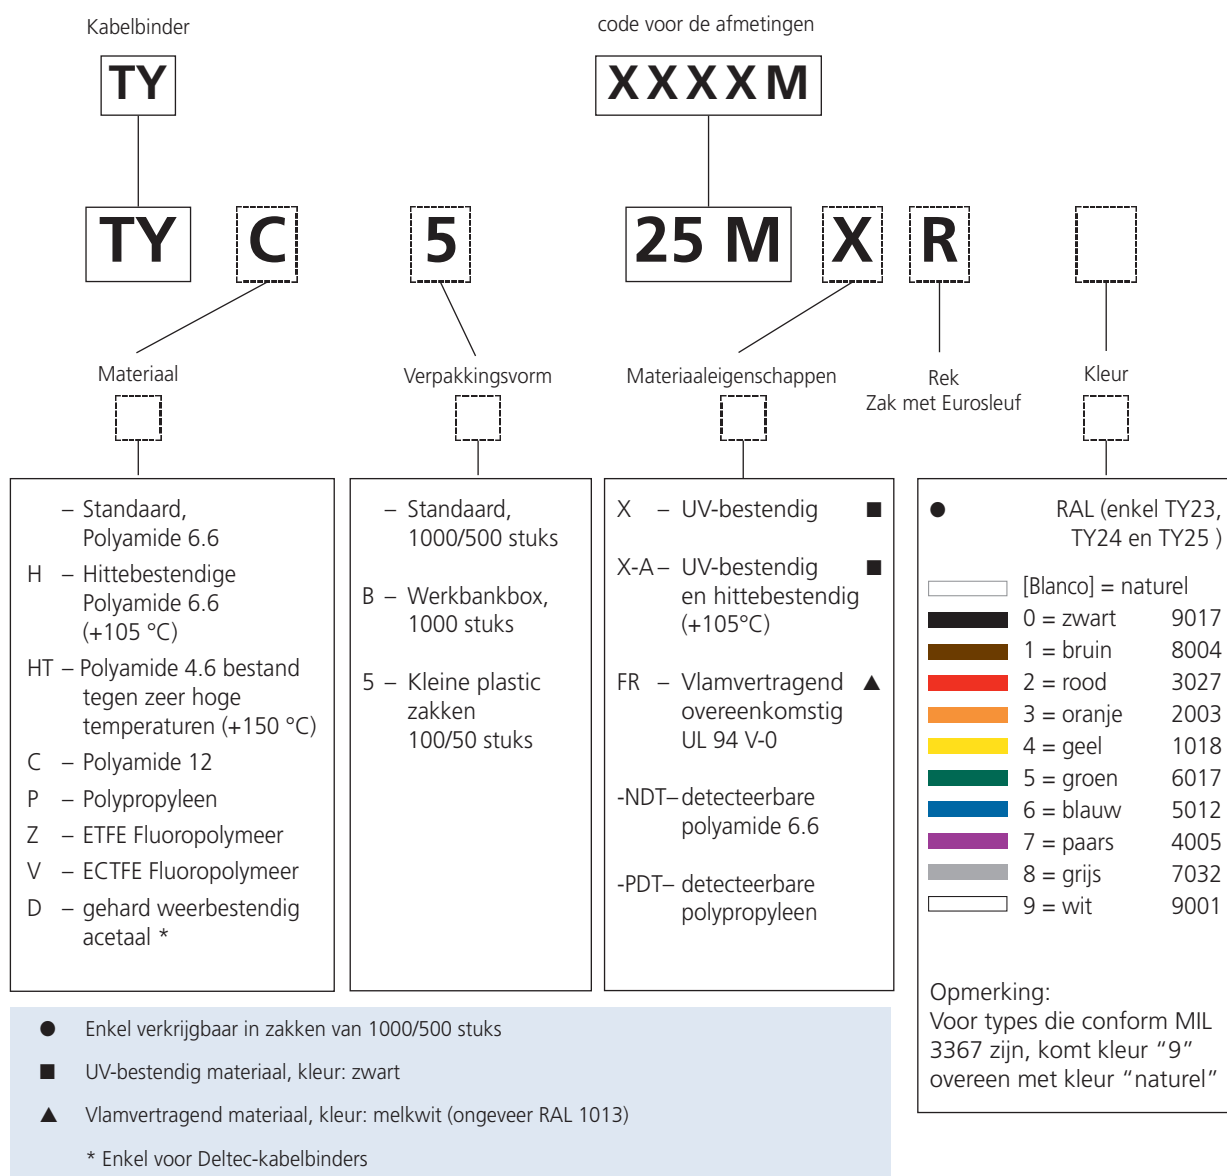 Kabelbinder
code voor de afmetingen
TY
XXXXM
TY C 5 25 M X R
Materiaal
Verpakkingsvorm
Materiaaleigenschappen
Rek
Zak met Eurosleuf
Kleur
– Standaard,
Polyamide 6.6
H – Hittebestendige
Polyamide 6.6
(+105 °C)
HT – Polyamide 4.6 bestand
tegen zeer hoge
temperaturen (+150 °C)
C – Polyamide 12
P – Polypropyleen
Z – ETFE Fluoropolymeer
V – ECTFE Fluoropolymeer
D – gehard weerbestendig
acetaal *
– Standaard,
1000/500 stuks
B – Werkbankbox,
1000 stuks
5 – Kleine plastic
zakken
100/50 stuks
X – UV-bestendig ■
X-A – UV-bestendig ■
en hittebestendig
(+105°C)
FR – Vlamvertragend ▲
overeenkomstig
UL 94 V-0
-NDT– detecteerbare
polyamide 6.6
-PDT– detecteerbare
polypropyleen
● RAL (enkel TY23,
TY24 en TY25 )
[Blanco] = naturel
0 = zwart 9017
1 = bruin 8004
2 = rood 3027
3 = oranje 2003
4 = geel 1018
5 = groen 6017
6 = blauw 5012
7 = paars 4005
8 = grijs 7032
9 = wit 9001
Opmerking:
Voor types die conform MIL
3367 zijn, komt kleur “9”
overeen met kleur “naturel”
● Enkel verkrijgbaar in zakken van 1000/500 stuks
■ UV-bestendig materiaal, kleur: zwart
▲ Vlamvertragend materiaal, kleur: melkwit (ongeveer RAL 1013)
* Enkel voor Deltec-kabelbinders